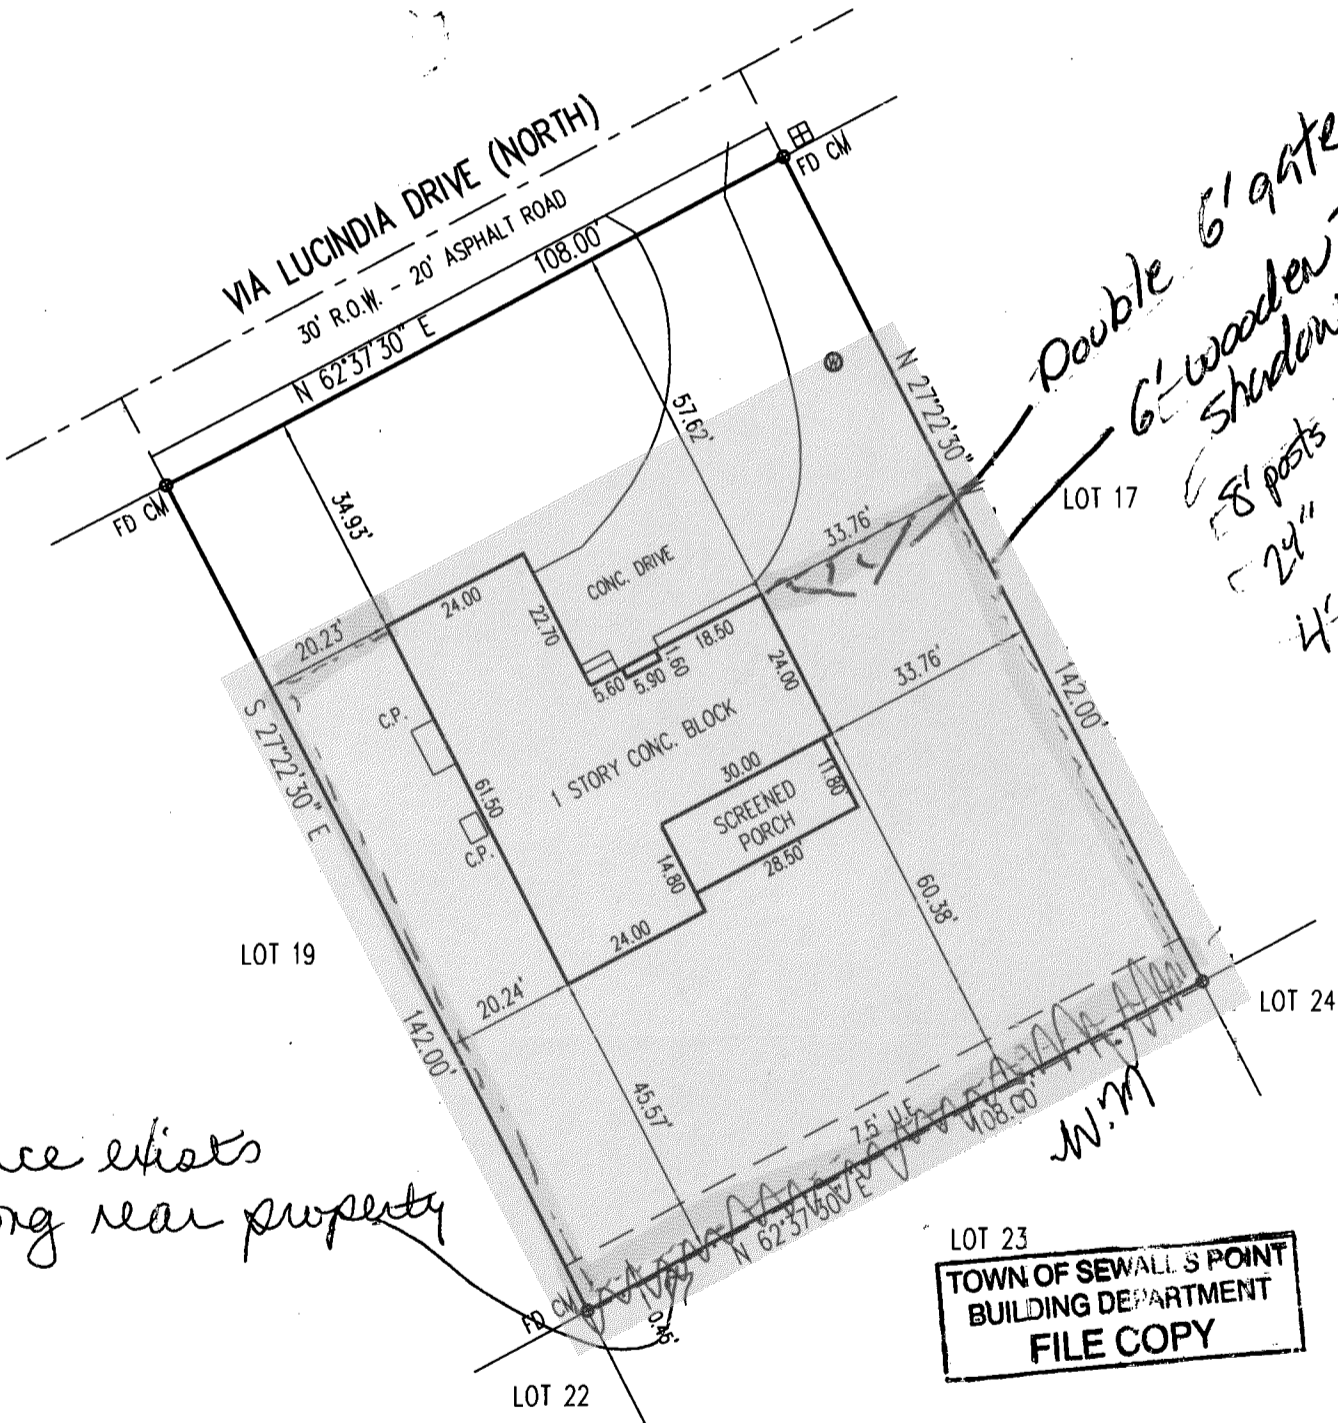 VIA LUCINDIA DRIVE (NORTH)
30' R.O.W. - 20' ASPHALT ROAD
108.00'
N 62°37'30" E
FD CM
FD CM
Double 6' gate
6' wooden
8' posts
24"
N 27°22'30" W
LOT 17
57.62'
34.93'
33.76'
CONC. DRIVE
24.00
22.70
20.23'
18.50
1.60
5.90
5.60
24.00
33.76'
142.00'
S 27°22'30" E
C.P.
61.50
C.P.
1 STORY CONC. BLOCK
30.00
11.80
SCREENED
PORCH
28.50'
14.80
24.00
60.38'
LOT 19
20.24'
142.00'
45.57'
LOT 24
7.5' U.E.
108.00'
N 62°37'30" E
exists
rear property
FD CM
0.45'
LOT 22
LOT 23
TOWN OF SEWALL'S POINT
BUILDING DEPARTMENT
FILE COPY